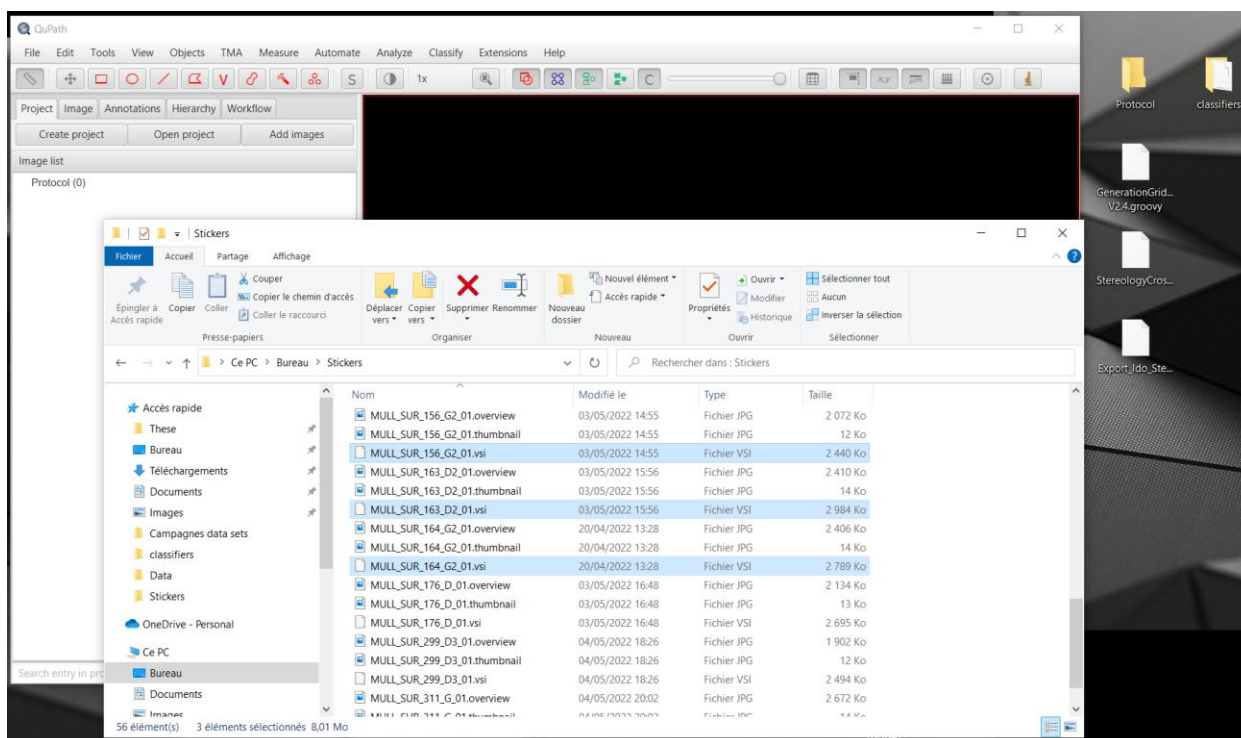 QuPath
File Edit Tools View Objects TMA Measure Automate Analyze Classify Extensions Help
S 1x C x,y μm
Project Image Annotations Hierarchy Workflow
Create project Open project Add images
Image list
Protocol (0)
Search entry in pro
Protocol classifiers
GenerationGrid...
V2.4.groovy
StereologyCros...
Export_Ido_Ste...
Stickers
Fichier Accueil Partage Affichage
Épingler à
Accès rapide
Copier
Coller
Couper
Copier le chemin d'accès
Coller le raccourci
Presse-papiers
Déplacer
vers
Copier
vers
Supprimer
Renommer
Organiser
Nouveau
dossier
Nouvel élément
Accès rapide
Nouveau
Propriétés
Ouvrir
Modifier
Historique
Ouvrir
Sélectionner tout
Aucun
Inverser la sélection
Sélectionner
> Ce PC > Bureau > Stickers
Rechercher dans : Stickers
Accès rapide
These
Bureau
Téléchargements
Documents
Images
Campagnes data sets
classifiers
Data
Stickers
OneDrive - Personal
Ce PC
Bureau
Documents
Images
Nom Modifié le Type Taille
MULL_SUR_156_G2_01.overview 03/05/2022 14:55 Fichier JPG 2 072 Ko
MULL_SUR_156_G2_01.thumbnail 03/05/2022 14:55 Fichier JPG 12 Ko
MULL_SUR_156_G2_01.vsi 03/05/2022 14:55 Fichier VSI 2 440 Ko
MULL_SUR_163_D2_01.overview 03/05/2022 15:56 Fichier JPG 2 410 Ko
MULL_SUR_163_D2_01.thumbnail 03/05/2022 15:56 Fichier JPG 14 Ko
MULL_SUR_163_D2_01.vsi 03/05/2022 15:56 Fichier VSI 2 984 Ko
MULL_SUR_164_G2_01.overview 20/04/2022 13:28 Fichier JPG 2 406 Ko
MULL_SUR_164_G2_01.thumbnail 20/04/2022 13:28 Fichier JPG 14 Ko
MULL_SUR_164_G2_01.vsi 20/04/2022 13:28 Fichier VSI 2 789 Ko
MULL_SUR_176_D_01.overview 03/05/2022 16:48 Fichier JPG 2 134 Ko
MULL_SUR_176_D_01.thumbnail 03/05/2022 16:48 Fichier JPG 13 Ko
MULL_SUR_176_D_01.vsi 03/05/2022 16:48 Fichier VSI 2 695 Ko
MULL_SUR_299_D3_01.overview 04/05/2022 18:26 Fichier JPG 1 902 Ko
MULL_SUR_299_D3_01.thumbnail 04/05/2022 18:26 Fichier JPG 12 Ko
MULL_SUR_299_D3_01.vsi 04/05/2022 18:26 Fichier VSI 2 494 Ko
MULL_SUR_311_G_01.overview 04/05/2022 20:02 Fichier JPG 2 672 Ko
MULL_SUR_311_G_01.thumbnail 04/05/2022 20:02 Fichier JPG 14 Ko
56 élément(s) 3 éléments sélectionnés 8,01 Mo